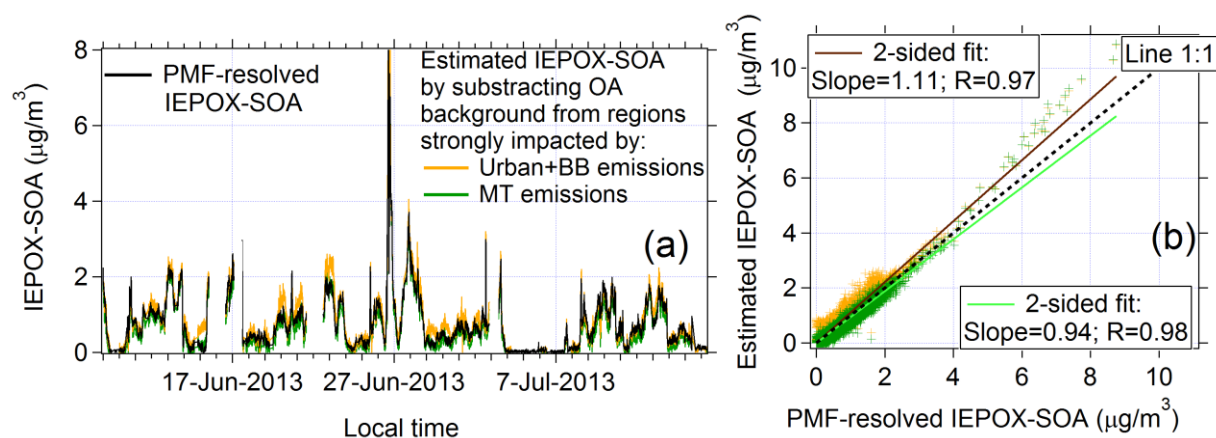 (a)
8
6
4
2
0
IEPOX-SOA (μg/m³)
PMF-resolved
IEPOX-SOA
Estimated IEPOX-SOA
by substracting OA
background from regions
strongly impacted by:
Urban+BB emissions
MT emissions
17-Jun-2013
27-Jun-2013
7-Jul-2013
Local time
(b)
10
8
6
4
2
0
Estimated IEPOX-SOA (μg/m³)
2-sided fit:
Slope=1.11; R=0.97
Line 1:1
2-sided fit:
Slope=0.94; R=0.98
0
2
4
6
8
10
PMF-resolved IEPOX-SOA (μg/m³)